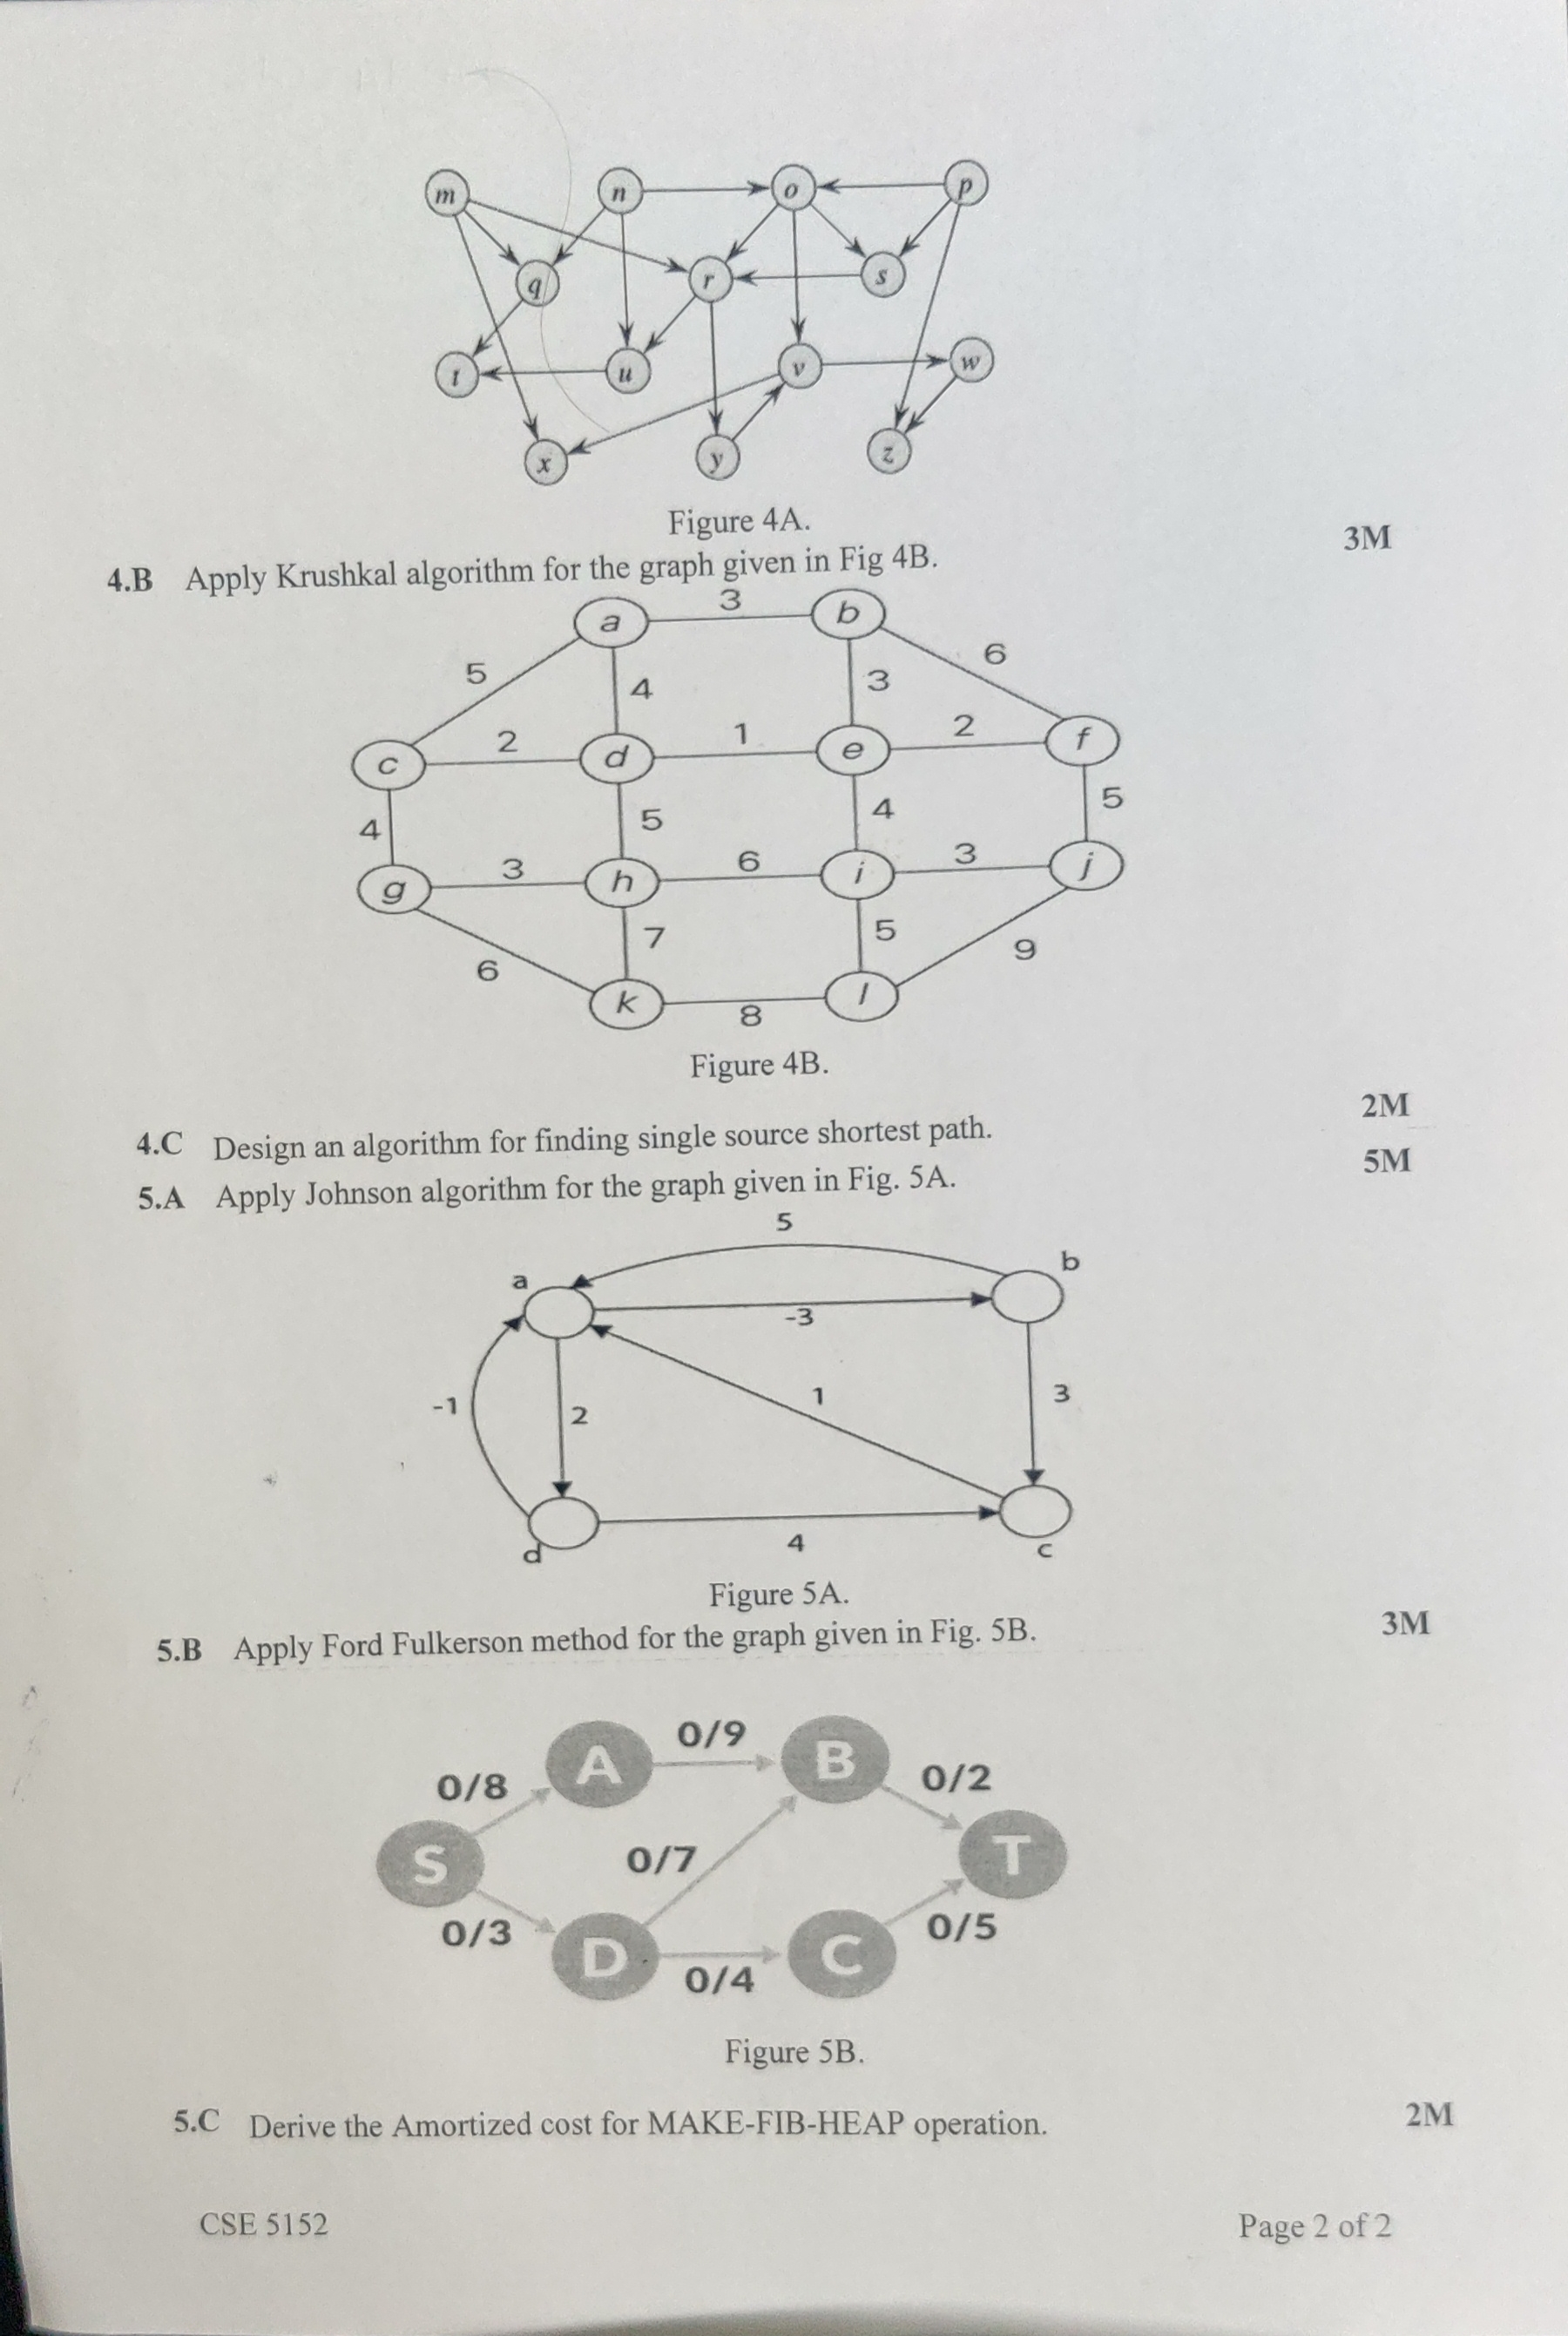 m n o p
q r s
t u v w
x y z
Figure 4A.
3M
4.B Apply Krushkal algorithm for the graph given in Fig 4B.
a 3 b
5 4 3 6
c 2 d 1 e 2 f
4 5 4 5
g 3 h 6 i 3 j
6 7 5 9
k 8 l
Figure 4B.
4.C Design an algorithm for finding single source shortest path. 2M
5.A Apply Johnson algorithm for the graph given in Fig. 5A. 5M
5
a b
-3
-1 2 1 3
4
d c
Figure 5A.
5.B Apply Ford Fulkerson method for the graph given in Fig. 5B. 3M
A 0/9 B
0/8 0/2
S 0/7 T
0/3 0/5
D 0/4 C
Figure 5B.
5.C Derive the Amortized cost for MAKE-FIB-HEAP operation. 2M
CSE 5152 Page 2 of 2